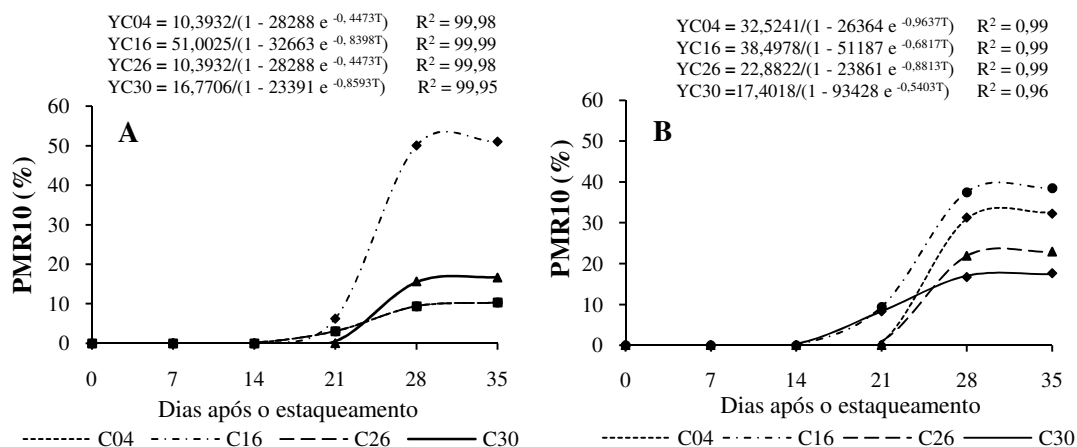 YC04 = 10,3932/(1 - 28288 e -0, 4473T) R2 = 99,98
YC16 = 51,0025/(1 - 32663 e -0, 8398T) R2 = 99,99
YC26 = 10,3932/(1 - 28288 e -0,4473T) R2 = 99,98
YC30 = 16,7706/(1 - 23391 e -0,8593T) R2 = 99,95
A
PMR10 (%)
60
50
40
30
20
10
0
0 7 14 21 28 35
Dias após o estaqueamento
C04 C16 C26 C30
YC04 = 32,5241/(1 - 26364 e -0,9637T) R2 = 0,99
YC16 = 38,4978/(1 - 51187 e -0,6817T) R2 = 0,99
YC26 = 22,8822/(1 - 23861 e -0,8813T) R2 = 0,99
YC30 =17,4018/(1 - 93428 e -0,5403T) R2 = 0,96
B
PMR10 (%)
60
50
40
30
20
10
0
0 7 14 21 28 35
Dias após o estaqueamento
C04 C16 C26 C30